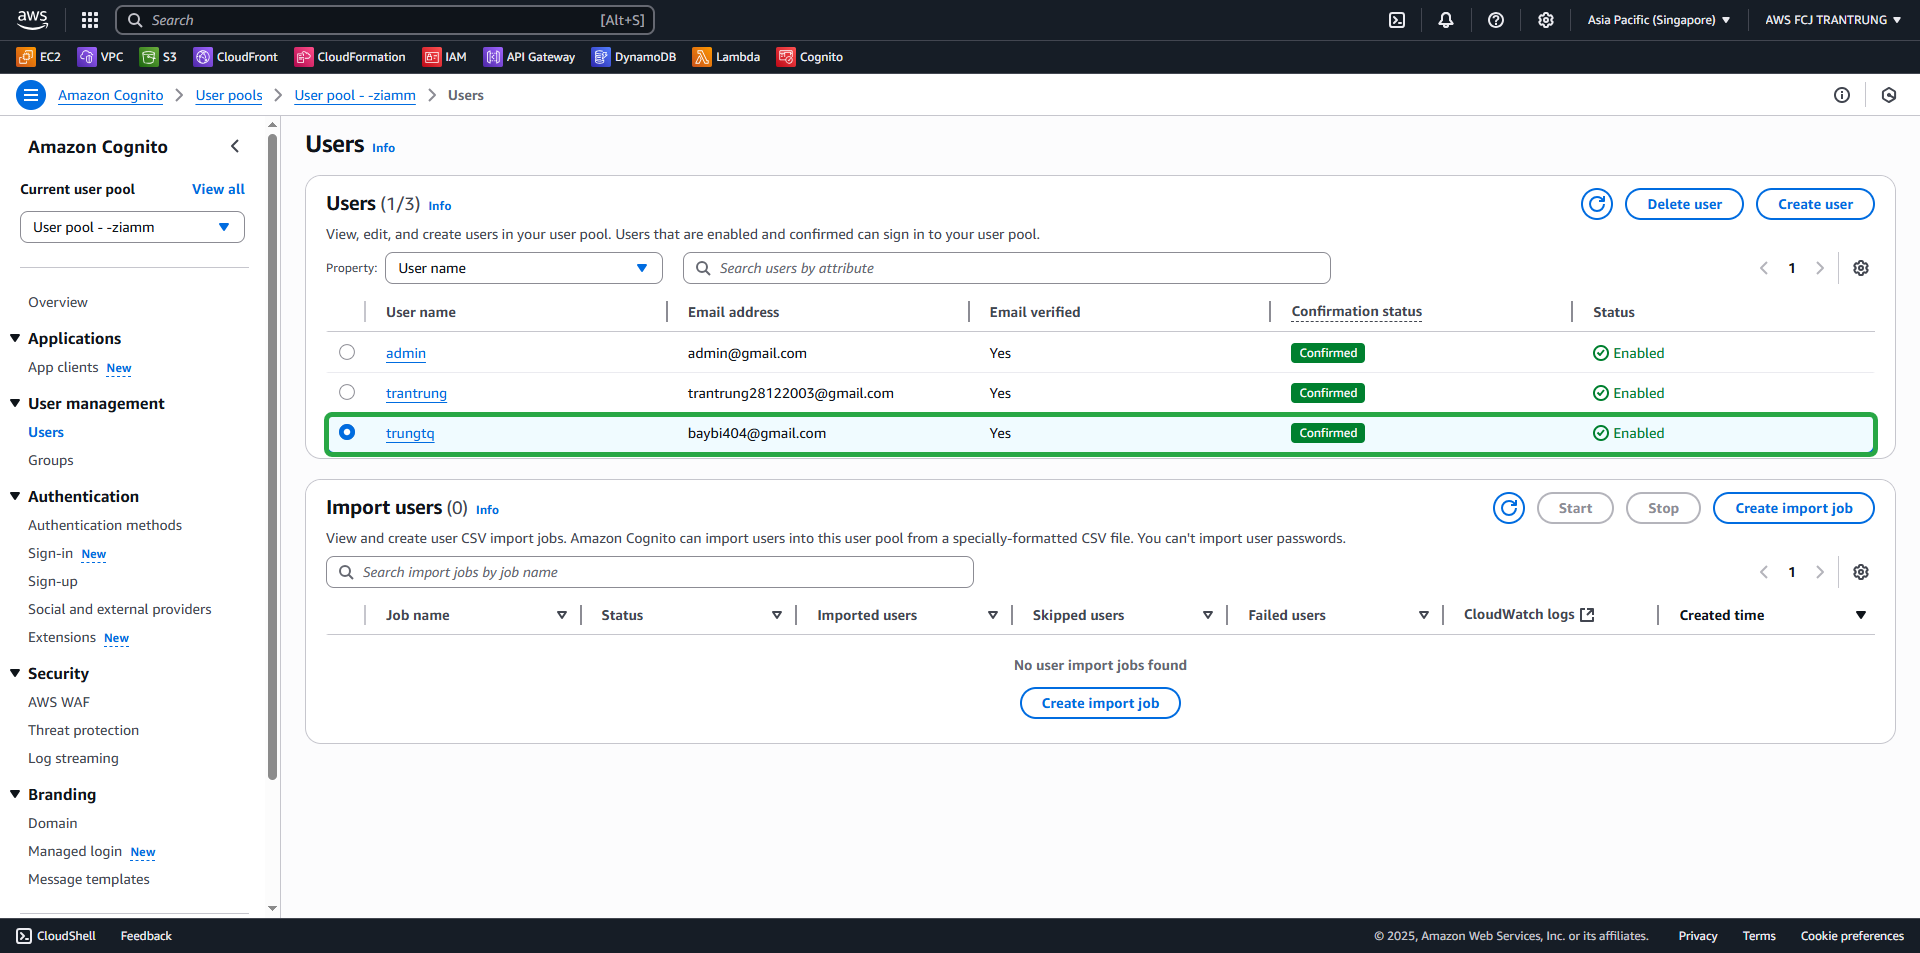 aws
Search [Alt+S]
Asia Pacific (Singapore)
AWS FCJ TRANTRUNG
EC2 VPC S3 CloudFront CloudFormation IAM API Gateway DynamoDB Lambda Cognito
Amazon Cognito
User pools
User pool - -ziamm
Users
Amazon Cognito
Current user pool View all
User pool - -ziamm
Overview
Applications
App clients New
User management
Users
Groups
Authentication
Authentication methods
Sign-in New
Sign-up
Social and external providers
Extensions New
Security
AWS WAF
Threat protection
Log streaming
Branding
Domain
Managed login New
Message templates
Users Info
Users (1/3) Info
Delete user
Create user
View, edit, and create users in your user pool. Users that are enabled and confirmed can sign in to your user pool.
Property: User name
Search users by attribute
1
User name Email address Email verified Confirmation status Status
admin admin@gmail.com Yes Confirmed Enabled
trantrung trantrung28122003@gmail.com Yes Confirmed Enabled
trungtq baybi404@gmail.com Yes Confirmed Enabled
Import users (0) Info
Start
Stop
Create import job
View and create user CSV import jobs. Amazon Cognito can import users into this user pool from a specially-formatted CSV file. You can't import user passwords.
Search import jobs by job name
1
Job name Status Imported users Skipped users Failed users CloudWatch logs Created time
No user import jobs found
Create import job
CloudShell Feedback
© 2025, Amazon Web Services, Inc. or its affiliates. Privacy Terms Cookie preferences